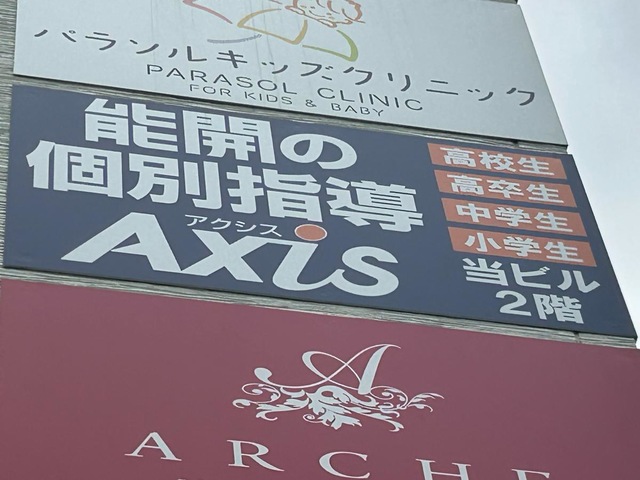 パラソルキッズクリニック
PARASOL CLINIC
FOR KIDS & BABY
能開の
個別指導
アクシス
AXiS
高校生
高卒生
中学生
小学生
当ビル
2階
A
ARCHE